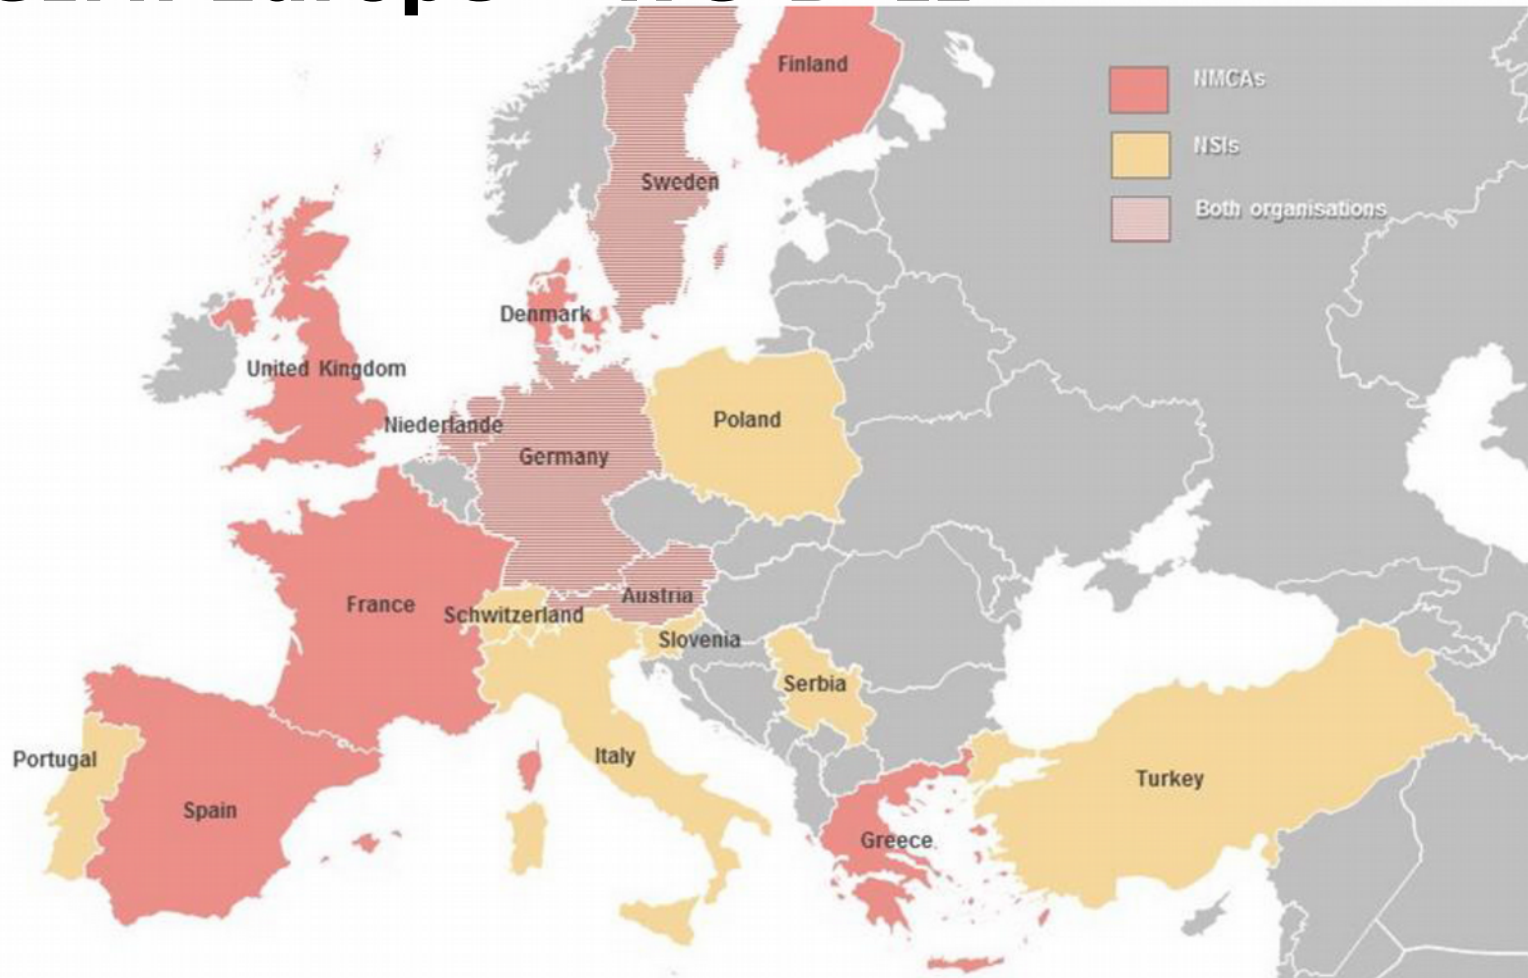 Europe
Finland
NMCAs
NSIs
Sweden
Both organisations
Denmark
United Kingdom
Niederlande
Poland
Germany
Austria
France
Schwitzerland
Slovenia
Serbia
Portugal
Italy
Turkey
Spain
Greece